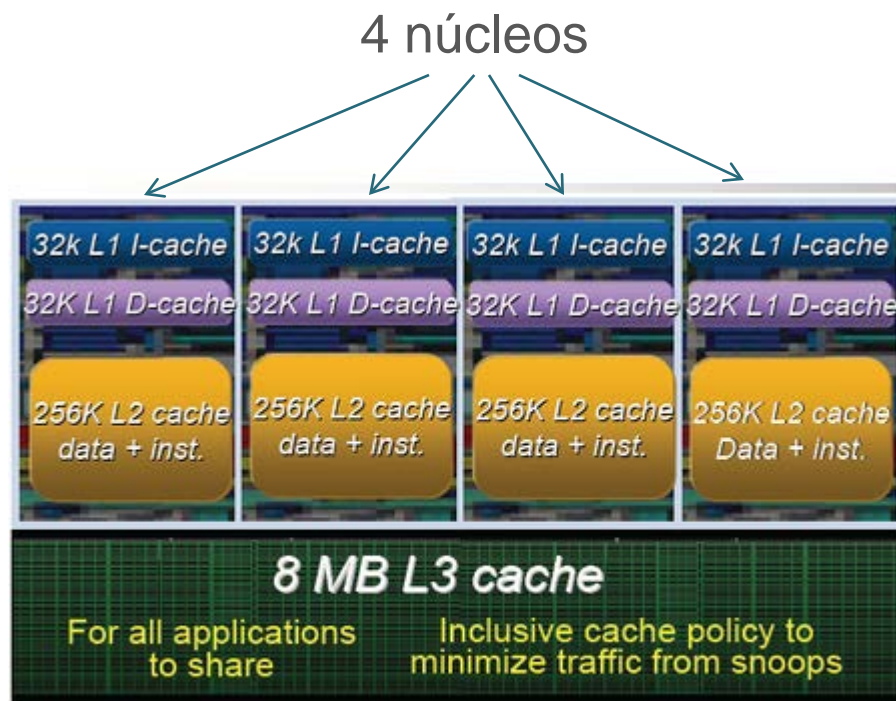 4 núcleos
32k L1 I-cache
32k L1 I-cache
32k L1 I-cache
32k L1 I-cache
32K L1 D-cache
32K L1 D-cache
32K L1 D-cache
32K L1 D-cache
256K L2 cache
data + inst.
256K L2 cache
data + inst.
256K L2 cache
data + inst.
256K L2 cache
Data + inst.
8 MB L3 cache
For all applications
to share
Inclusive cache policy to
minimize traffic from snoops